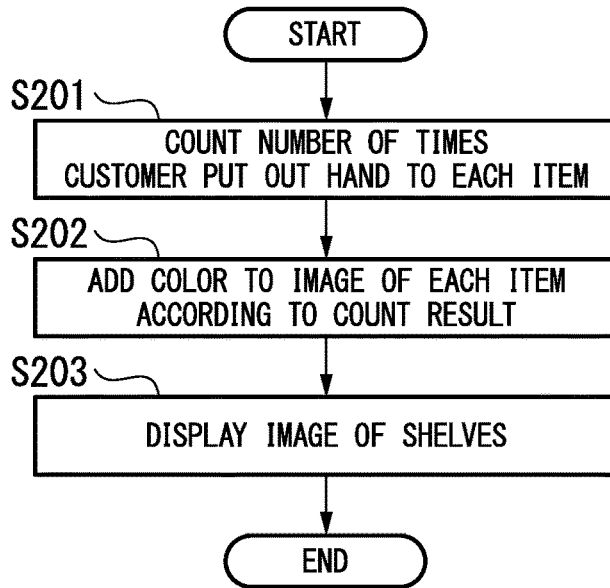 START
S201
COUNT NUMBER OF TIMES
CUSTOMER PUT OUT HAND TO EACH ITEM
S202
ADD COLOR TO IMAGE OF EACH ITEM
ACCORDING TO COUNT RESULT
S203
DISPLAY IMAGE OF SHELVES
END